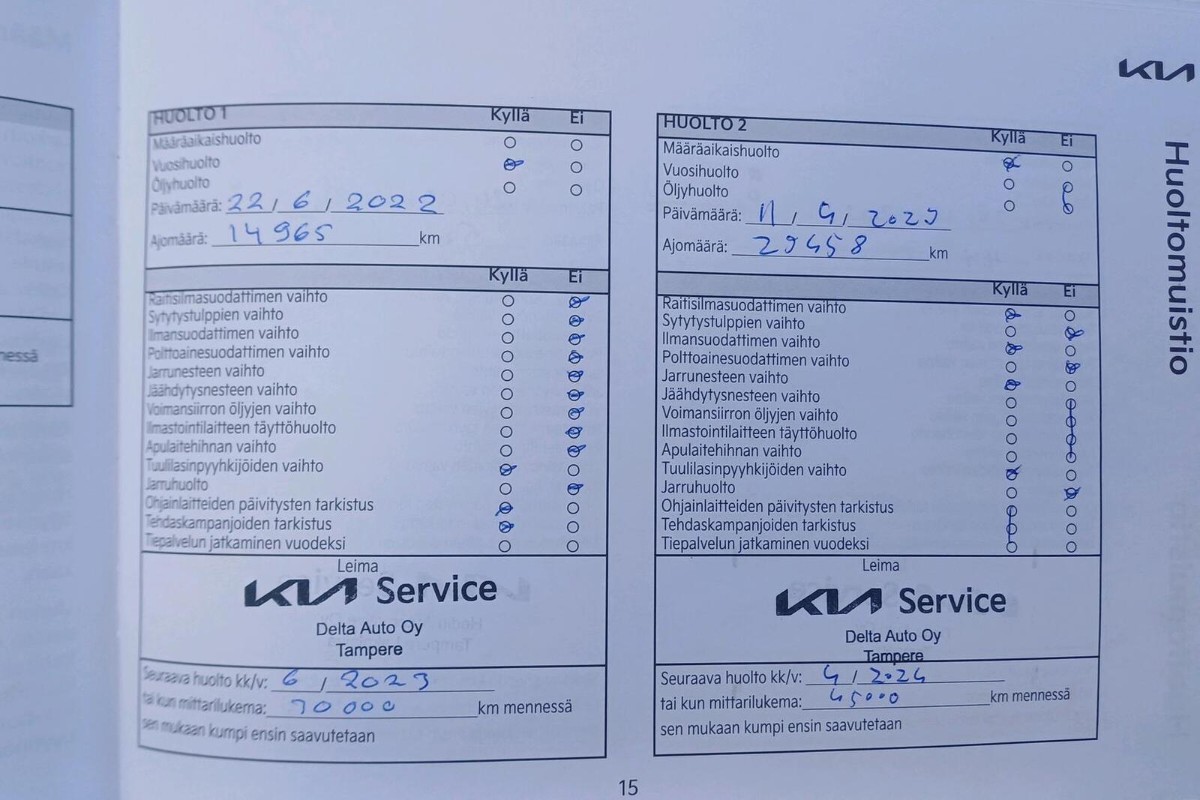 KIA
Huoltomuistio
nessä
HUOLTO 1 Kyllä Ei
Määräaikaishuolto
Vuosihuolto
Öljyhuolto
Päivämäärä: 22 / 6 / 2022
Ajomäärä: 14965 km
Kyllä Ei
Raitisilmasuodattimen vaihto
Sytytystulppien vaihto
Ilmansuodattimen vaihto
Polttoainesuodattimen vaihto
Jarrunesteen vaihto
Jäähdytysnesteen vaihto
Voimansiirron öljyjen vaihto
Ilmastointilaitteen täyttöhuolto
Apulaitehihnan vaihto
Tuulilasinpyyhkijöiden vaihto
Jarruhuolto
Ohjainlaitteiden päivitysten tarkistus
Tehdaskampanjoiden tarkistus
Tiepalvelun jatkaminen vuodeksi
Leima
KIA Service
Delta Auto Oy
Tampere
Seuraava huolto kk/v: 6 / 2023
tai kun mittarilukema: 30000 km mennessä
sen mukaan kumpi ensin saavutetaan
HUOLTO 2 Kyllä Ei
Määräaikaishuolto
Vuosihuolto
Öljyhuolto
Päivämäärä: 11 / 4 / 2023
Ajomäärä: 29458 km
Kyllä Ei
Raitisilmasuodattimen vaihto
Sytytystulppien vaihto
Ilmansuodattimen vaihto
Polttoainesuodattimen vaihto
Jarrunesteen vaihto
Jäähdytysnesteen vaihto
Voimansiirron öljyjen vaihto
Ilmastointilaitteen täyttöhuolto
Apulaitehihnan vaihto
Tuulilasinpyyhkijöiden vaihto
Jarruhuolto
Ohjainlaitteiden päivitysten tarkistus
Tehdaskampanjoiden tarkistus
Tiepalvelun jatkaminen vuodeksi
Leima
KIA Service
Delta Auto Oy
Tampere
Seuraava huolto kk/v: 4 / 2024
tai kun mittarilukema: 45000 km mennessä
sen mukaan kumpi ensin saavutetaan
15